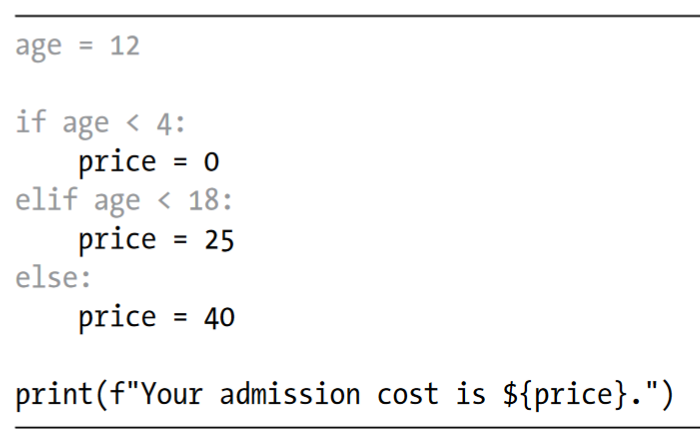 age = 12
if age < 4:
    price = 0
elif age < 18:
    price = 25
else:
    price = 40
print(f"Your admission cost is ${price}.")